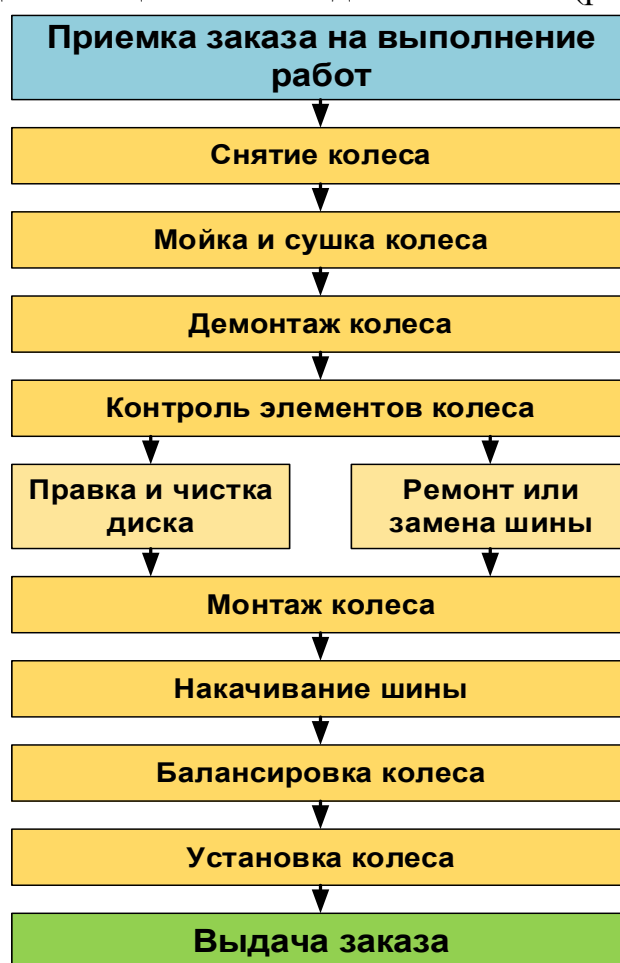 Приемка заказа на выполнение
работ
Снятие колеса
Мойка и сушка колеса
Демонтаж колеса
Контроль элементов колеса
Правка и чистка
диска
Ремонт или
замена шины
Монтаж колеса
Накачивание шины
Балансировка колеса
Установка колеса
Выдача заказа